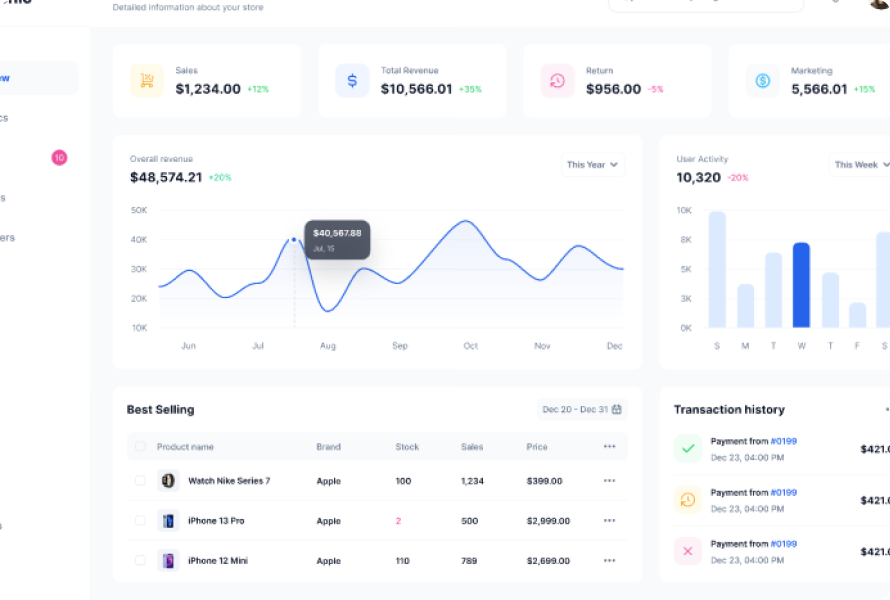 Detailed information about your store
Sales
$1,234.00 +12%
Total Revenue
$10,566.01 +35%
Return
$956.00 -5%
Marketing
5,566.01 +15%
10
Overall revenue
$48,574.21 +20%
This Year
50K
40K
30K
20K
10K
$40,567.88
Jul, 15
Jun Jul Aug Sep Oct Nov Dec
User Activity
10,320 -20%
This Week
10K
8K
5K
3K
0K
S M T W T F S
Best Selling
Dec 20 - Dec 31
Product name Brand Stock Sales Price
Watch Nike Series 7 Apple 100 1,234 $399.00
iPhone 13 Pro Apple 2 500 $2,999.00
iPhone 12 Mini Apple 110 789 $2,699.00
Transaction history
Payment from #0199
Dec 23, 04:00 PM
$421.0
Payment from #0199
Dec 23, 04:00 PM
$421.0
Payment from #0199
Dec 23, 04:00 PM
$421.0